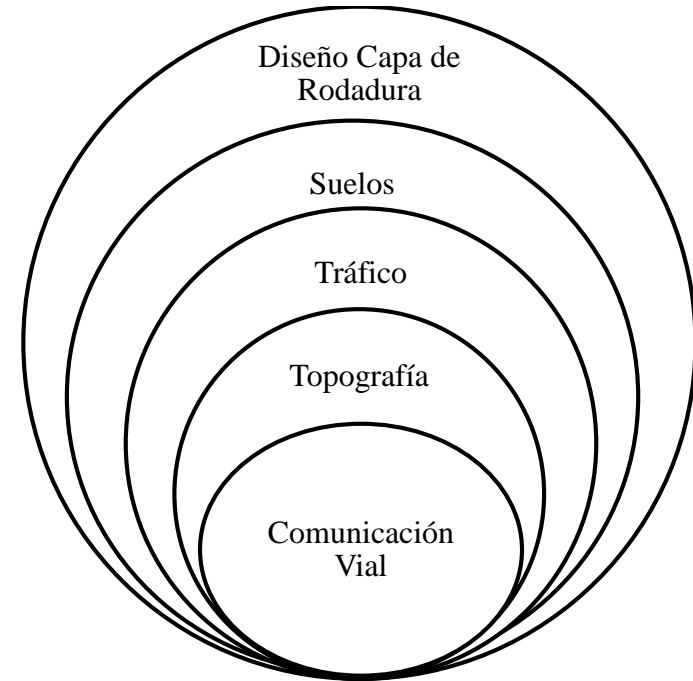 Diseño Capa de
Rodadura
Suelos
Tráfico
Topografía
Comunicación
Vial